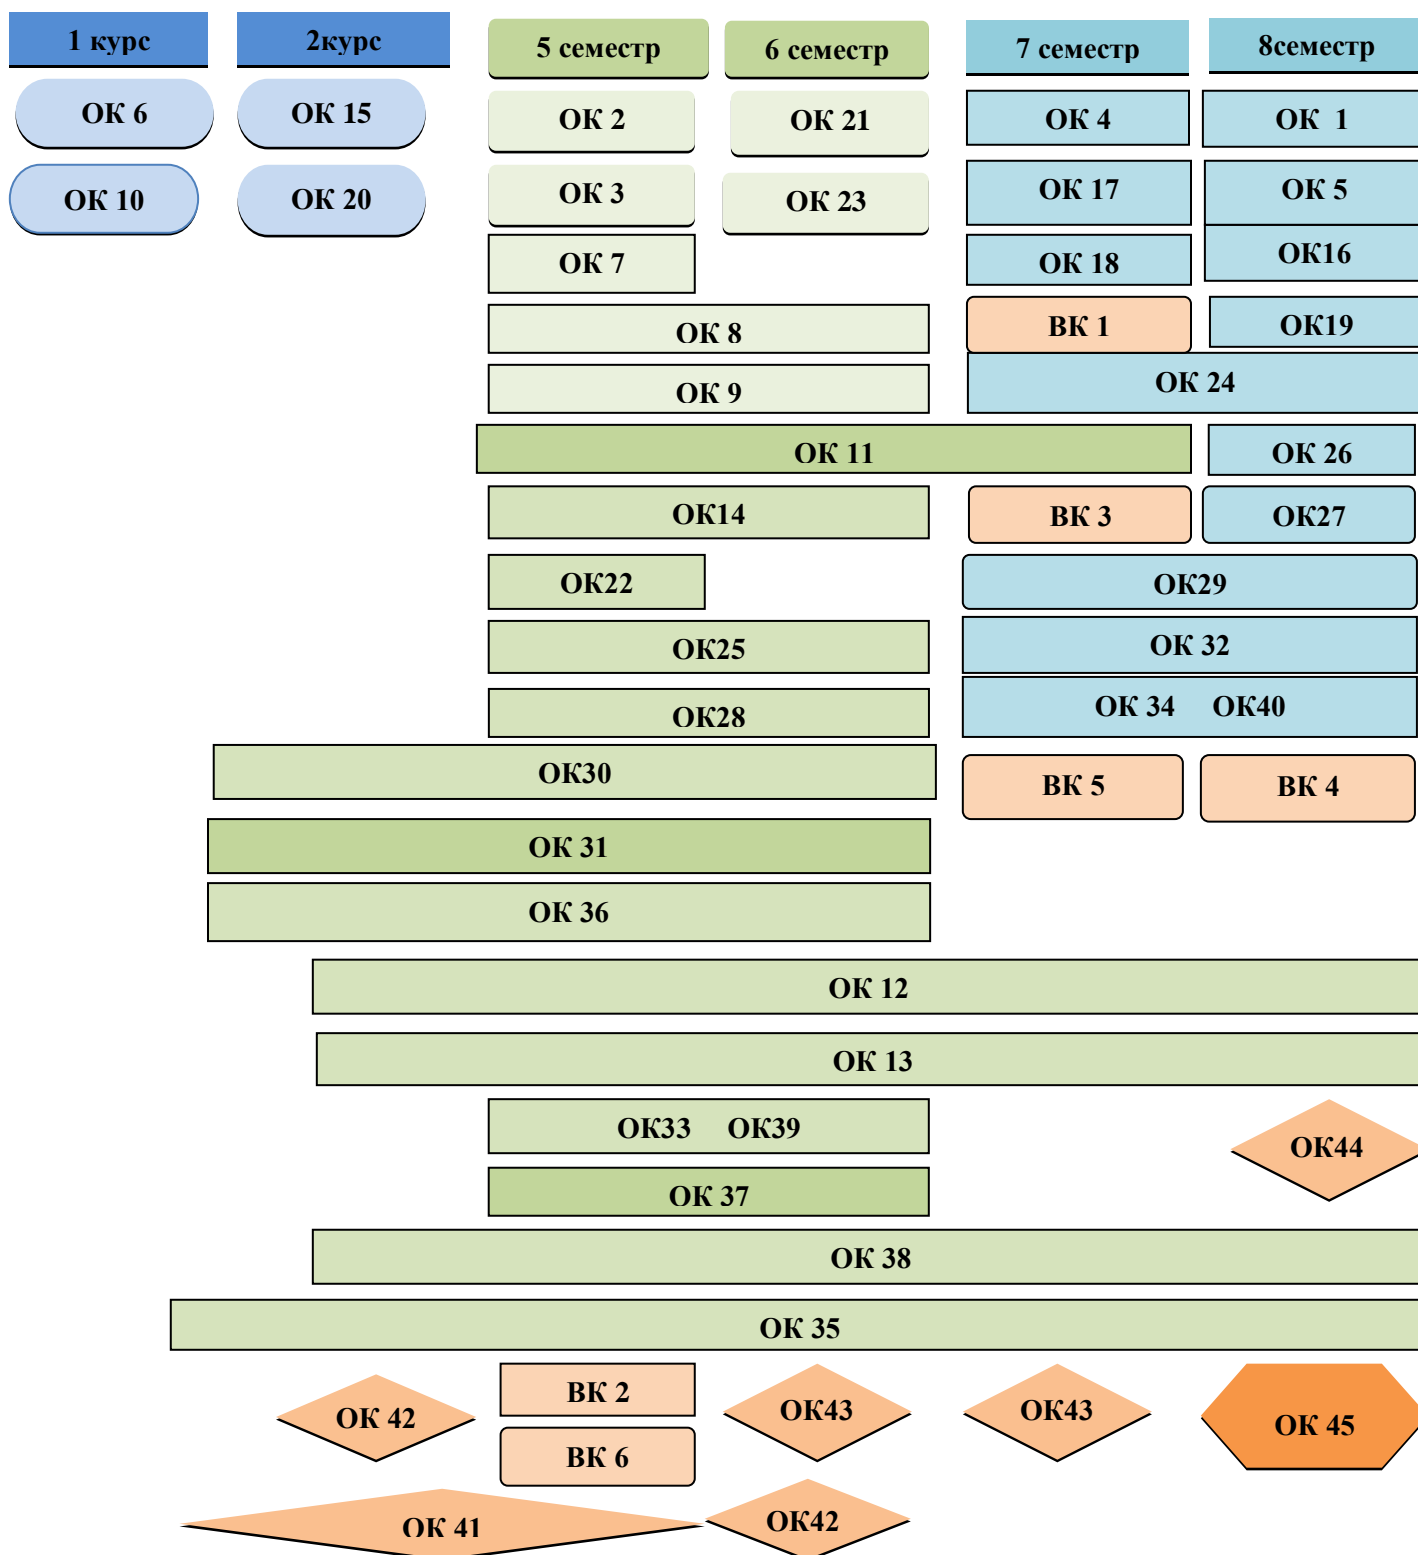 1 курс 2курс 5 семестр 6 семестр 7 семестр 8семестр
ОК 6 ОК 15 ОК 2 ОК 21 ОК 4 ОК 1
ОК 10 ОК 20 ОК 3 ОК 23 ОК 17 ОК 5
ОК 7 ОК 18 ОК16
ОК 8 ВК 1 ОК19
ОК 9 ОК 24
ОК 11 ОК 26
ОК14 ВК 3 ОК27
ОК22 ОК29
ОК25 ОК 32
ОК28 ОК 34 ОК40
ОК30 ВК 5 ВК 4
ОК 31
ОК 36
ОК 12
ОК 13
ОК33 ОК39 ОК44
ОК 37
ОК 38
ОК 35
ОК 42 ВК 2 ОК43 ОК43 ОК 45
ВК 6
ОК 41 ОК42